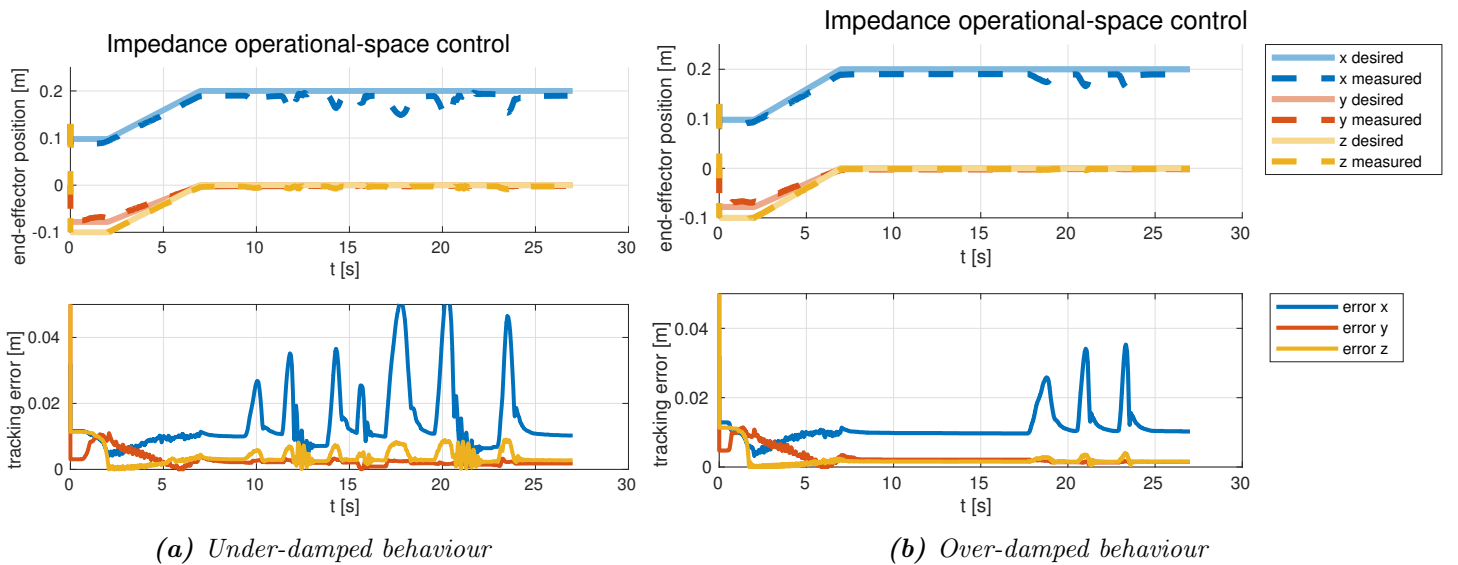 Impedance operational-space control
end-effector position [m]
0.2
0.1
0
-0.1
0 5 10 15 20 25 30
t [s]
tracking error [m]
0.04
0.02
0
0 5 10 15 20 25 30
t [s]
(a) Under-damped behaviour
Impedance operational-space control
end-effector position [m]
0.2
0.1
0
-0.1
0 5 10 15 20 25 30
t [s]
x desired
x measured
y desired
y measured
z desired
z measured
tracking error [m]
0.04
0.02
0
0 5 10 15 20 25 30
t [s]
error x
error y
error z
(b) Over-damped behaviour